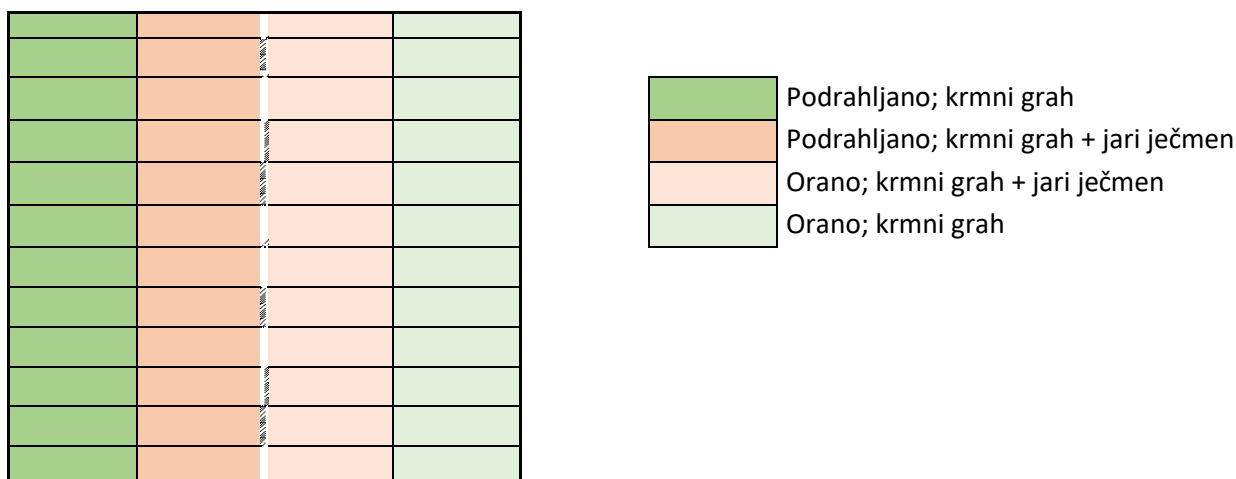 Podrahljano; krmni grah
Podrahljano; krmni grah + jari ječmen
Orano; krmni grah + jari ječmen
Orano; krmni grah